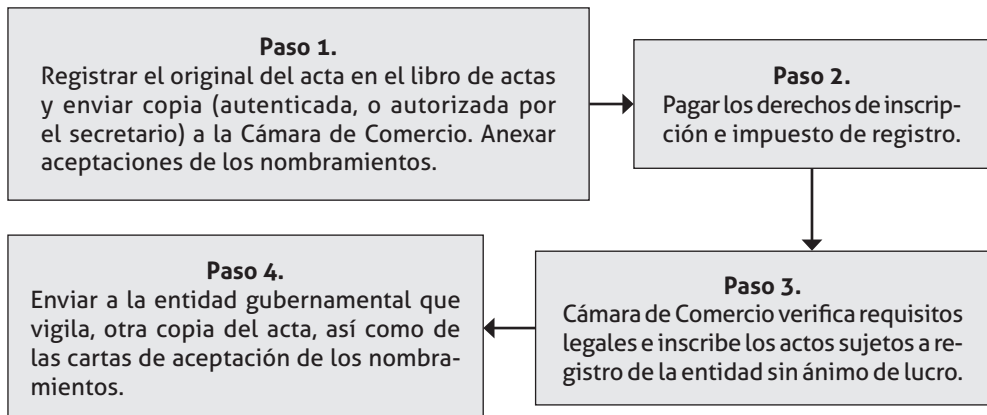 Paso 1.
Registrar el original del acta en el libro de actas
y enviar copia (autenticada, o autorizada por
el secretario) a la Cámara de Comercio. Anexar
aceptaciones de los nombramientos.
Paso 2.
Pagar los derechos de inscrip-
ción e impuesto de registro.
Paso 3.
Cámara de Comercio verifica requisitos
legales e inscribe los actos sujetos a re-
gistro de la entidad sin ánimo de lucro.
Paso 4.
Enviar a la entidad gubernamental que
vigila, otra copia del acta, así como de
las cartas de aceptación de los nombra-
mientos.